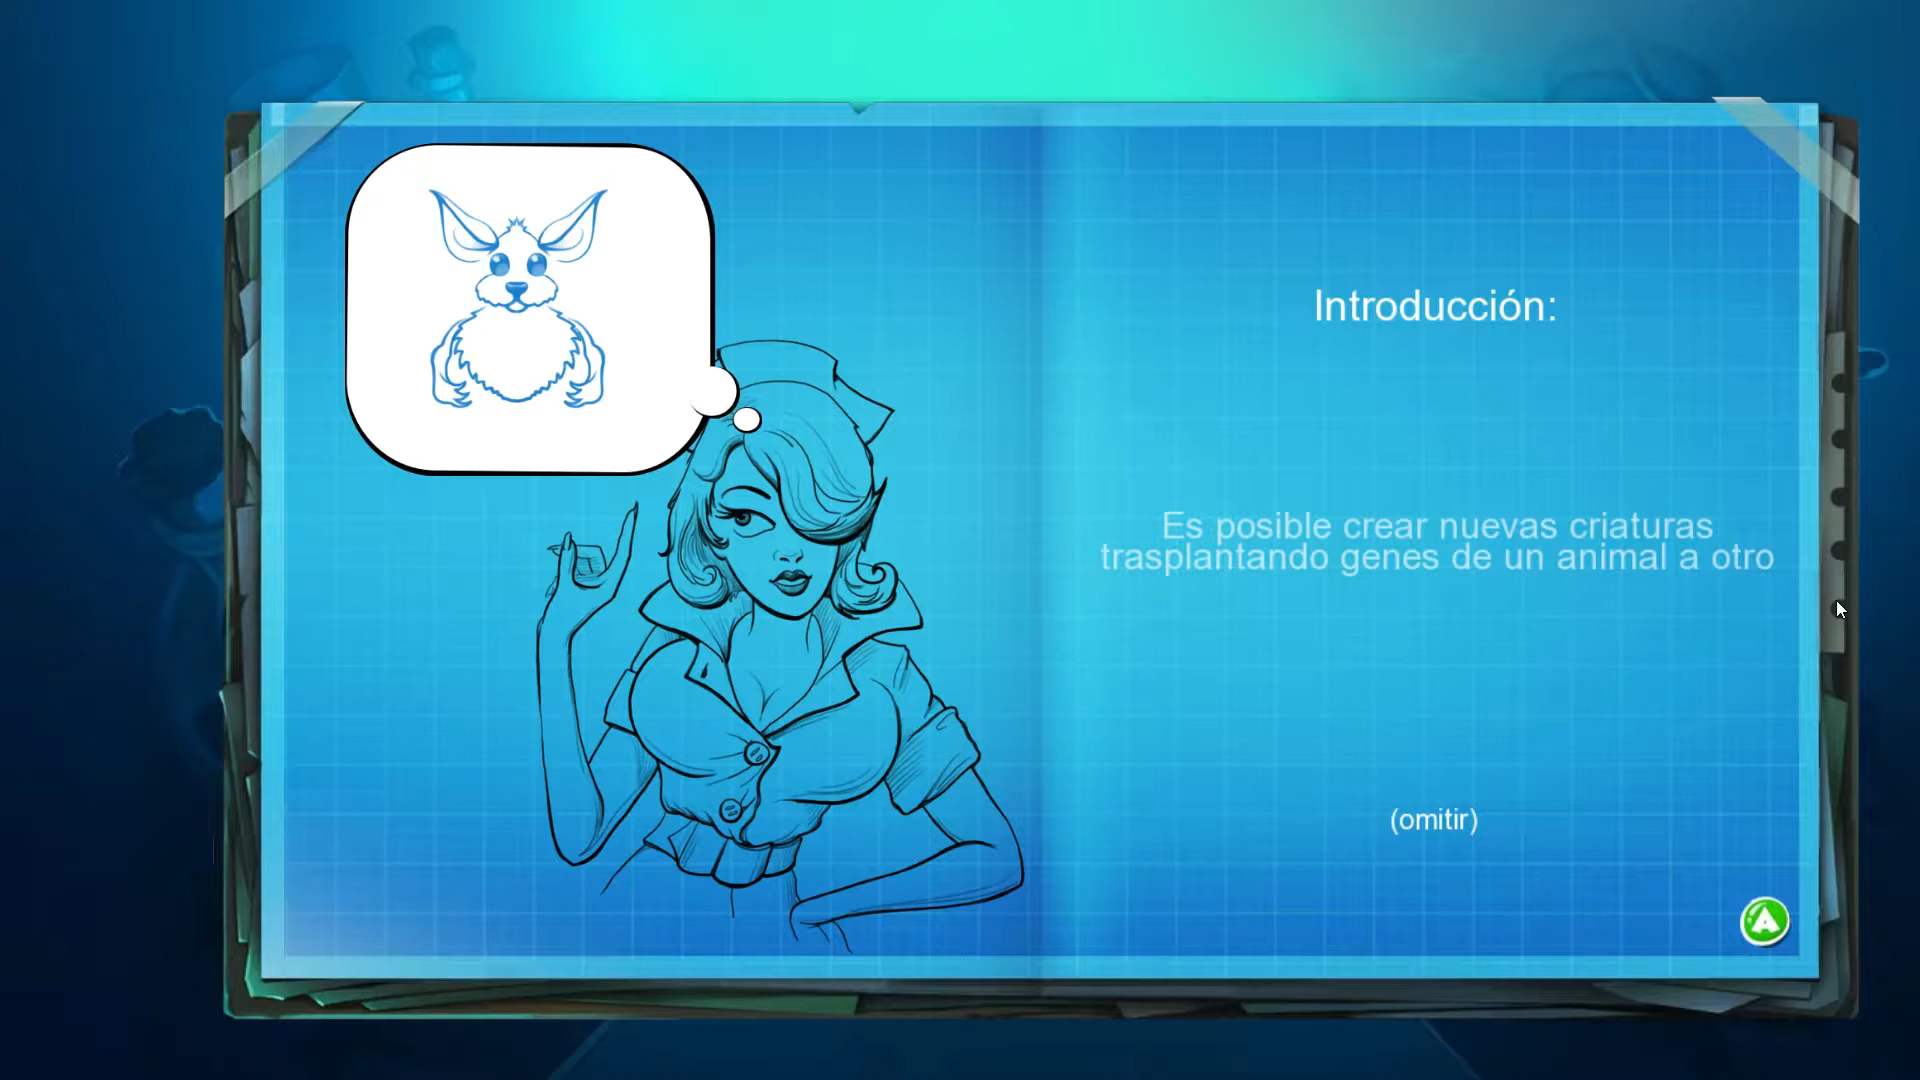 Introducción:
Es posible crear nuevas criaturas
trasplantando genes de un animal a otro
(omitir)
A